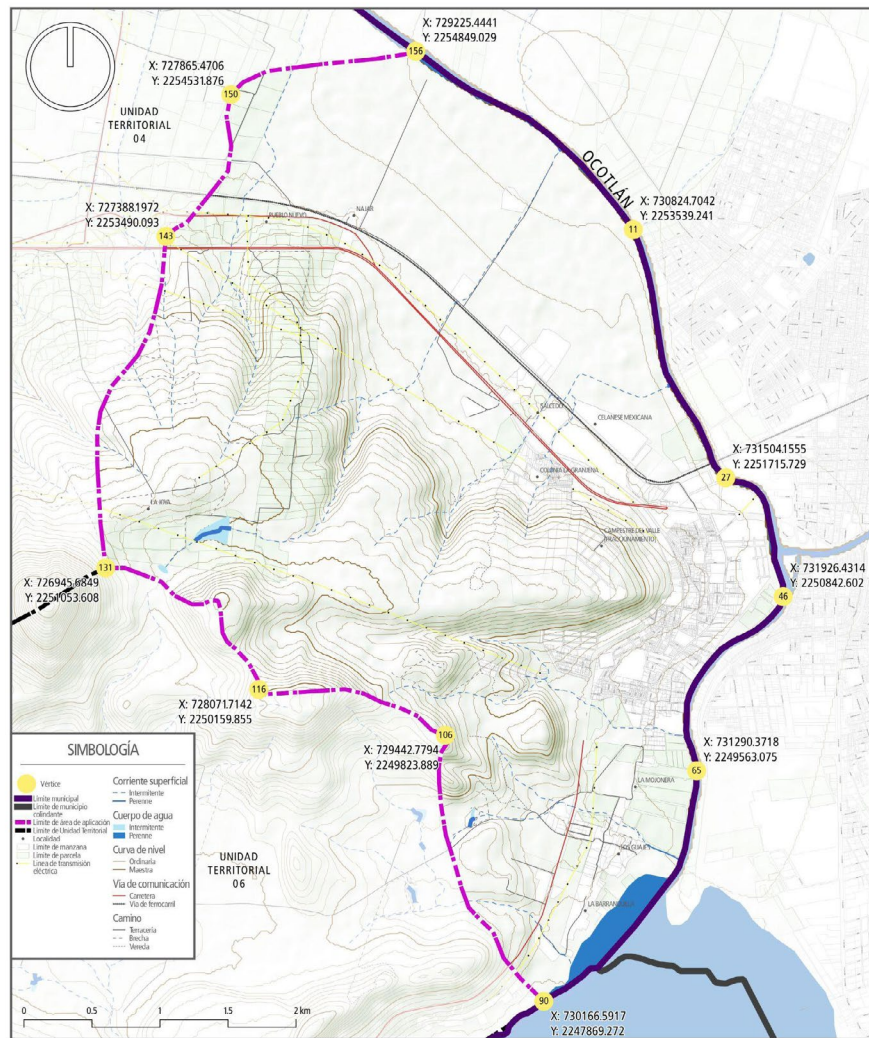 X: 729225.4441
Y: 2254849.029
156
X: 727865.4706
Y: 2254531.876
150
UNIDAD
TERRITORIAL
04
OCOTLÁN
X: 730824.7042
Y: 2253539.241
11
X: 727388.1972
Y: 2253490.093
143
PUEBLO NUEVO
NAJAR
SALCEDO
CELANESE MEXICANA
X: 731504.1555
Y: 2251715.729
27
COLONIA LA GRANJENA
LA JOYA
CAMPESTRE DEL VALLE
(FRACCIONAMIENTO)
131
X: 726945.6849
Y: 2251053.608
X: 731926.4314
Y: 2250842.602
46
116
X: 728071.7142
Y: 2250159.855
106
X: 729442.7794
Y: 2249823.889
X: 731290.3718
Y: 2249563.075
65
LA MOJONERA
UNIDAD
TERRITORIAL
06
90
X: 730166.5917
Y: 2247869.272
SIMBOLOGÍA
Vértice
Límite municipal
Límite de municipio
colindante
Límite de área de aplicación
Límite de Unidad Territorial
Localidad
Límite de manzana
Límite de parcela
Línea de transmisión
eléctrica
Corriente superficial
Intermitente
Perenne
Cuerpo de agua
Intermitente
Perenne
Curva de nivel
Ordinaria
Maestra
Vía de comunicación
Carretera
Vía de ferrocarril
Camino
Terracería
Brecha
Vereda
0 0.5 1 1.5 2 km